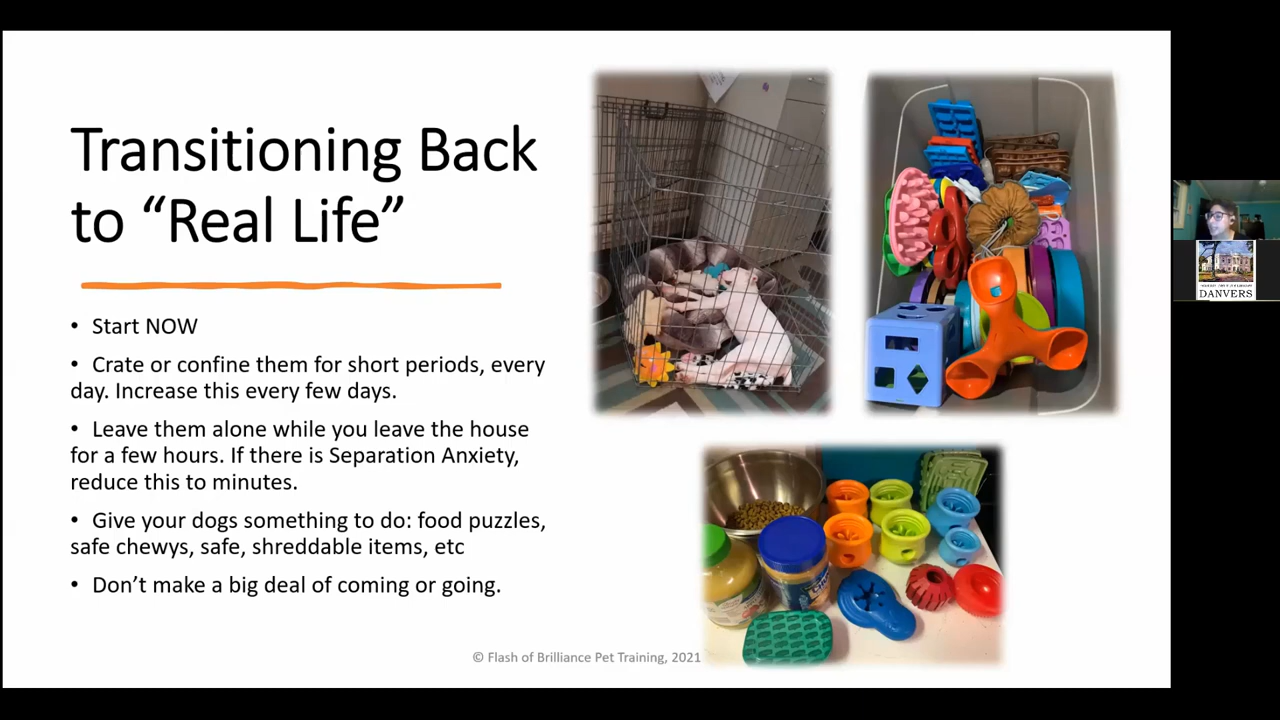 Transitioning Back
to “Real Life”
• Start NOW
• Crate or confine them for short periods, every
day. Increase this every few days.
• Leave them alone while you leave the house
for a few hours. If there is Separation Anxiety,
reduce this to minutes.
• Give your dogs something to do: food puzzles,
safe chewys, safe, shreddable items, etc
• Don’t make a big deal of coming or going.
© Flash of Brilliance Pet Training, 2021
DANVERS